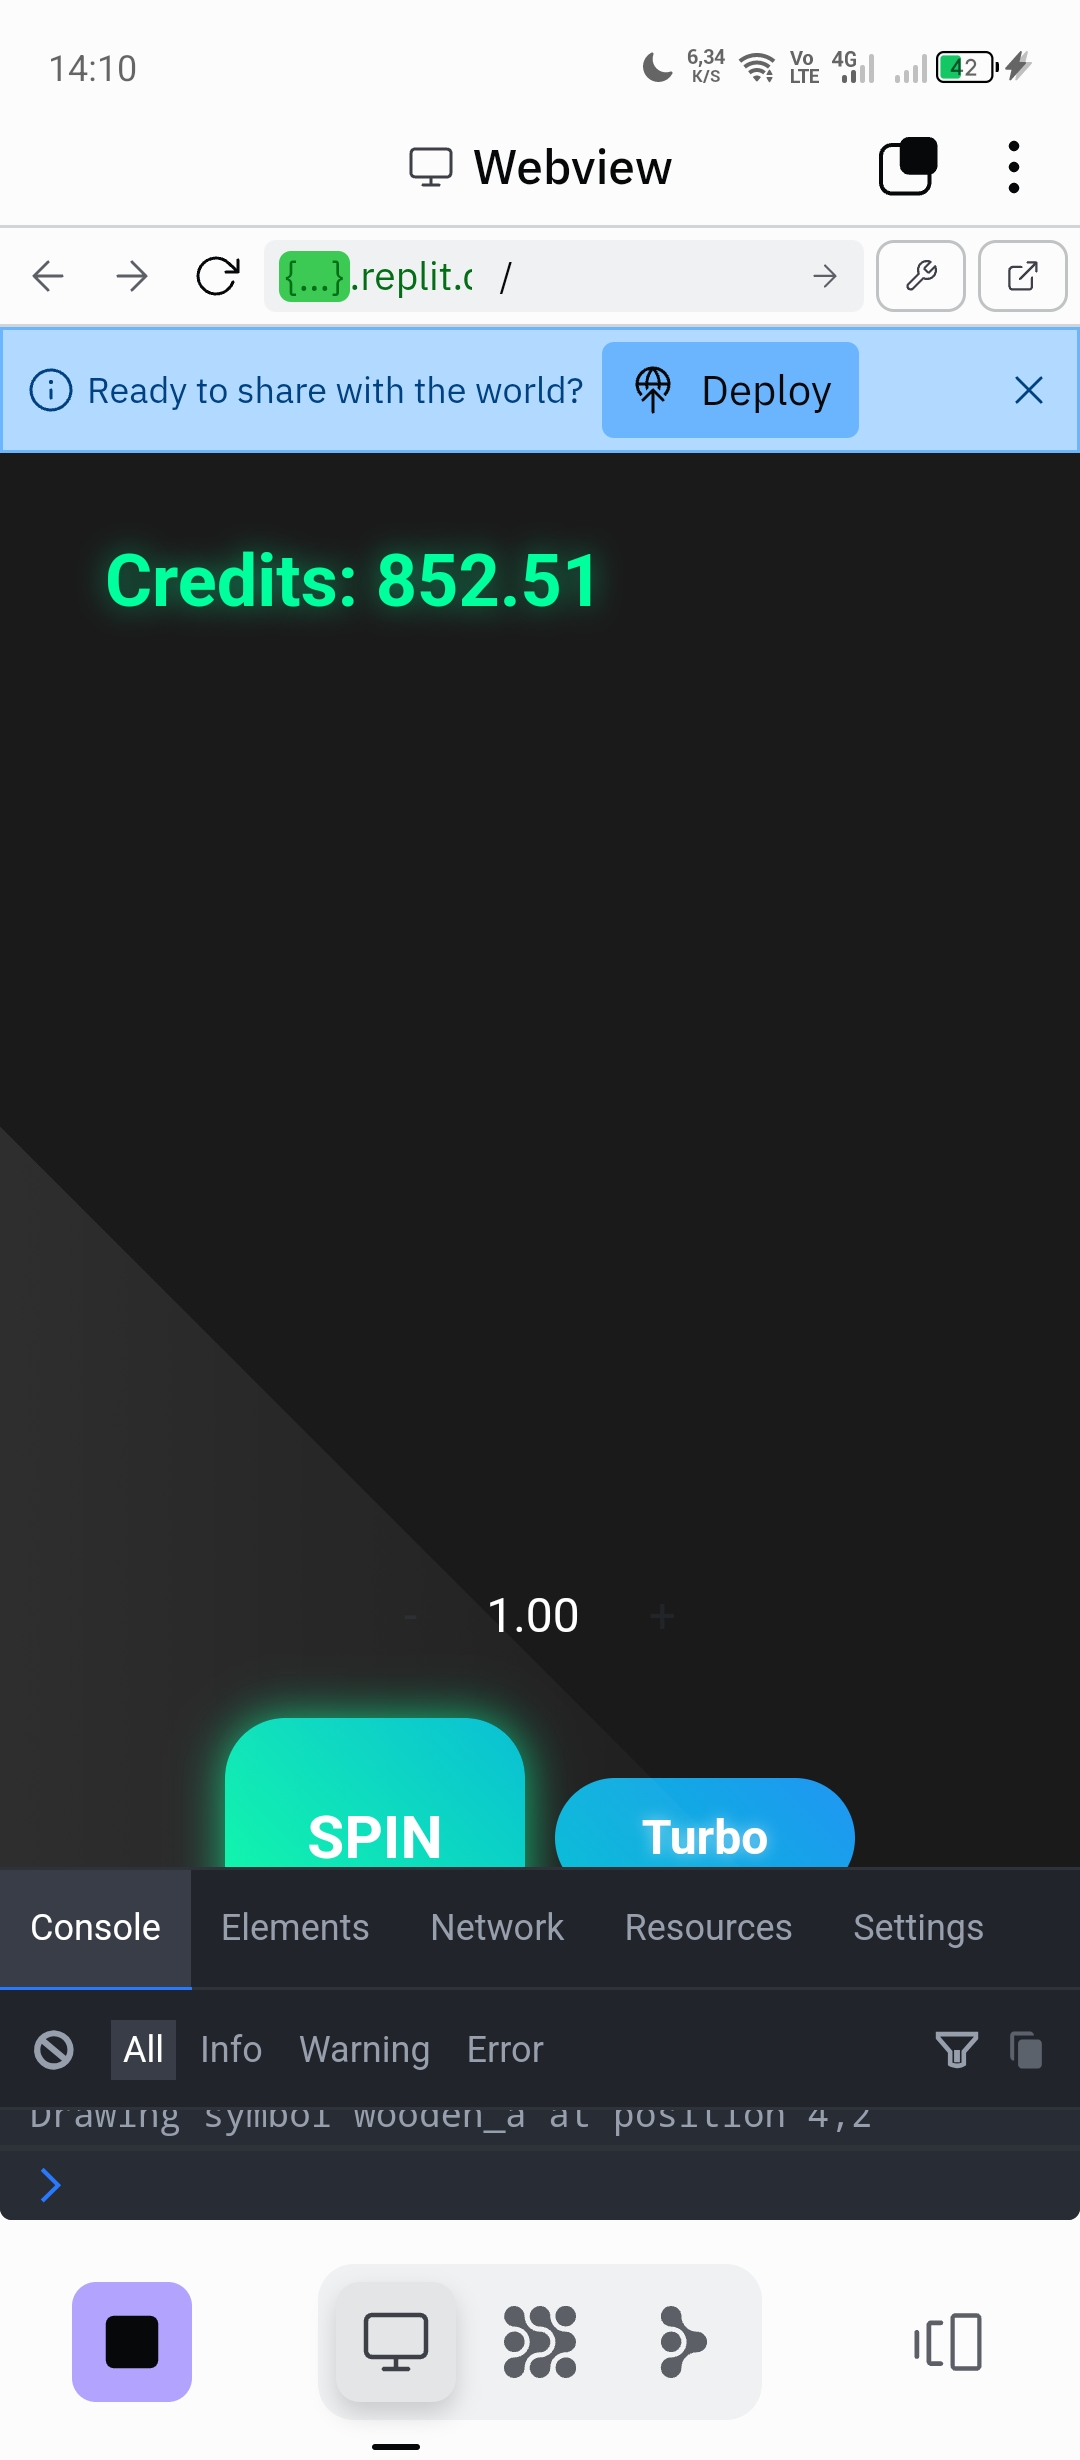 14:10
6,34 K/S
Vo LTE
4G
42
Webview
{...}.replit.c /
Ready to share with the world?
Deploy
Credits: 852.51
- 1.00 +
SPIN
Turbo
Console Elements Network Resources Settings
All Info Warning Error
Drawing symbol wooden_a at position 4,2